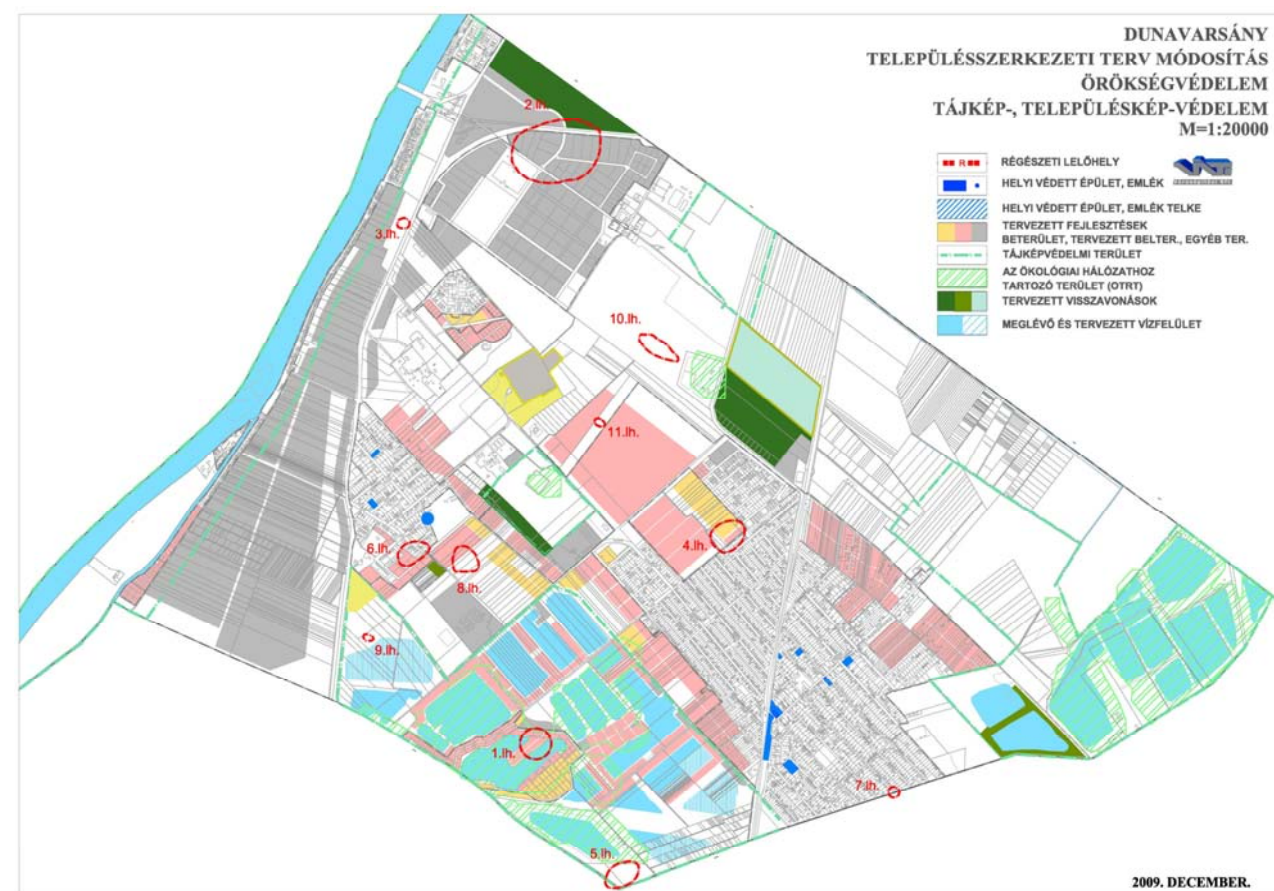 DUNAVARSÁNY
TELEPÜLÉSSZERKEZETI TERV MÓDOSÍTÁS
ÖRÖKSÉGVÉDELEM
TÁJKÉP-, TELEPÜLÉSKÉP-VÉDELEM
M=1:20000
R RÉGÉSZETI LELŐHELY
HELYI VÉDETT ÉPÜLET, EMLÉK
HELYI VÉDETT ÉPÜLET, EMLÉK TELKE
TERVEZETT FEJLESZTÉSEK
BETERÜLET, TERVEZETT BELTER., EGYÉB TER.
TÁJKÉPVÉDELMI TERÜLET
AZ ÖKOLÓGIAI HÁLÓZATHOZ
TARTOZÓ TERÜLET (OTRT)
TERVEZETT VISSZAVONÁSOK
MEGLÉVŐ ÉS TERVEZETT VÍZFELÜLET
2.lh.
3.lh.
10.lh.
11.lh.
4.lh.
6.lh.
8.lh.
9.lh.
1.lh.
7.lh.
5.lh.
2009. DECEMBER.